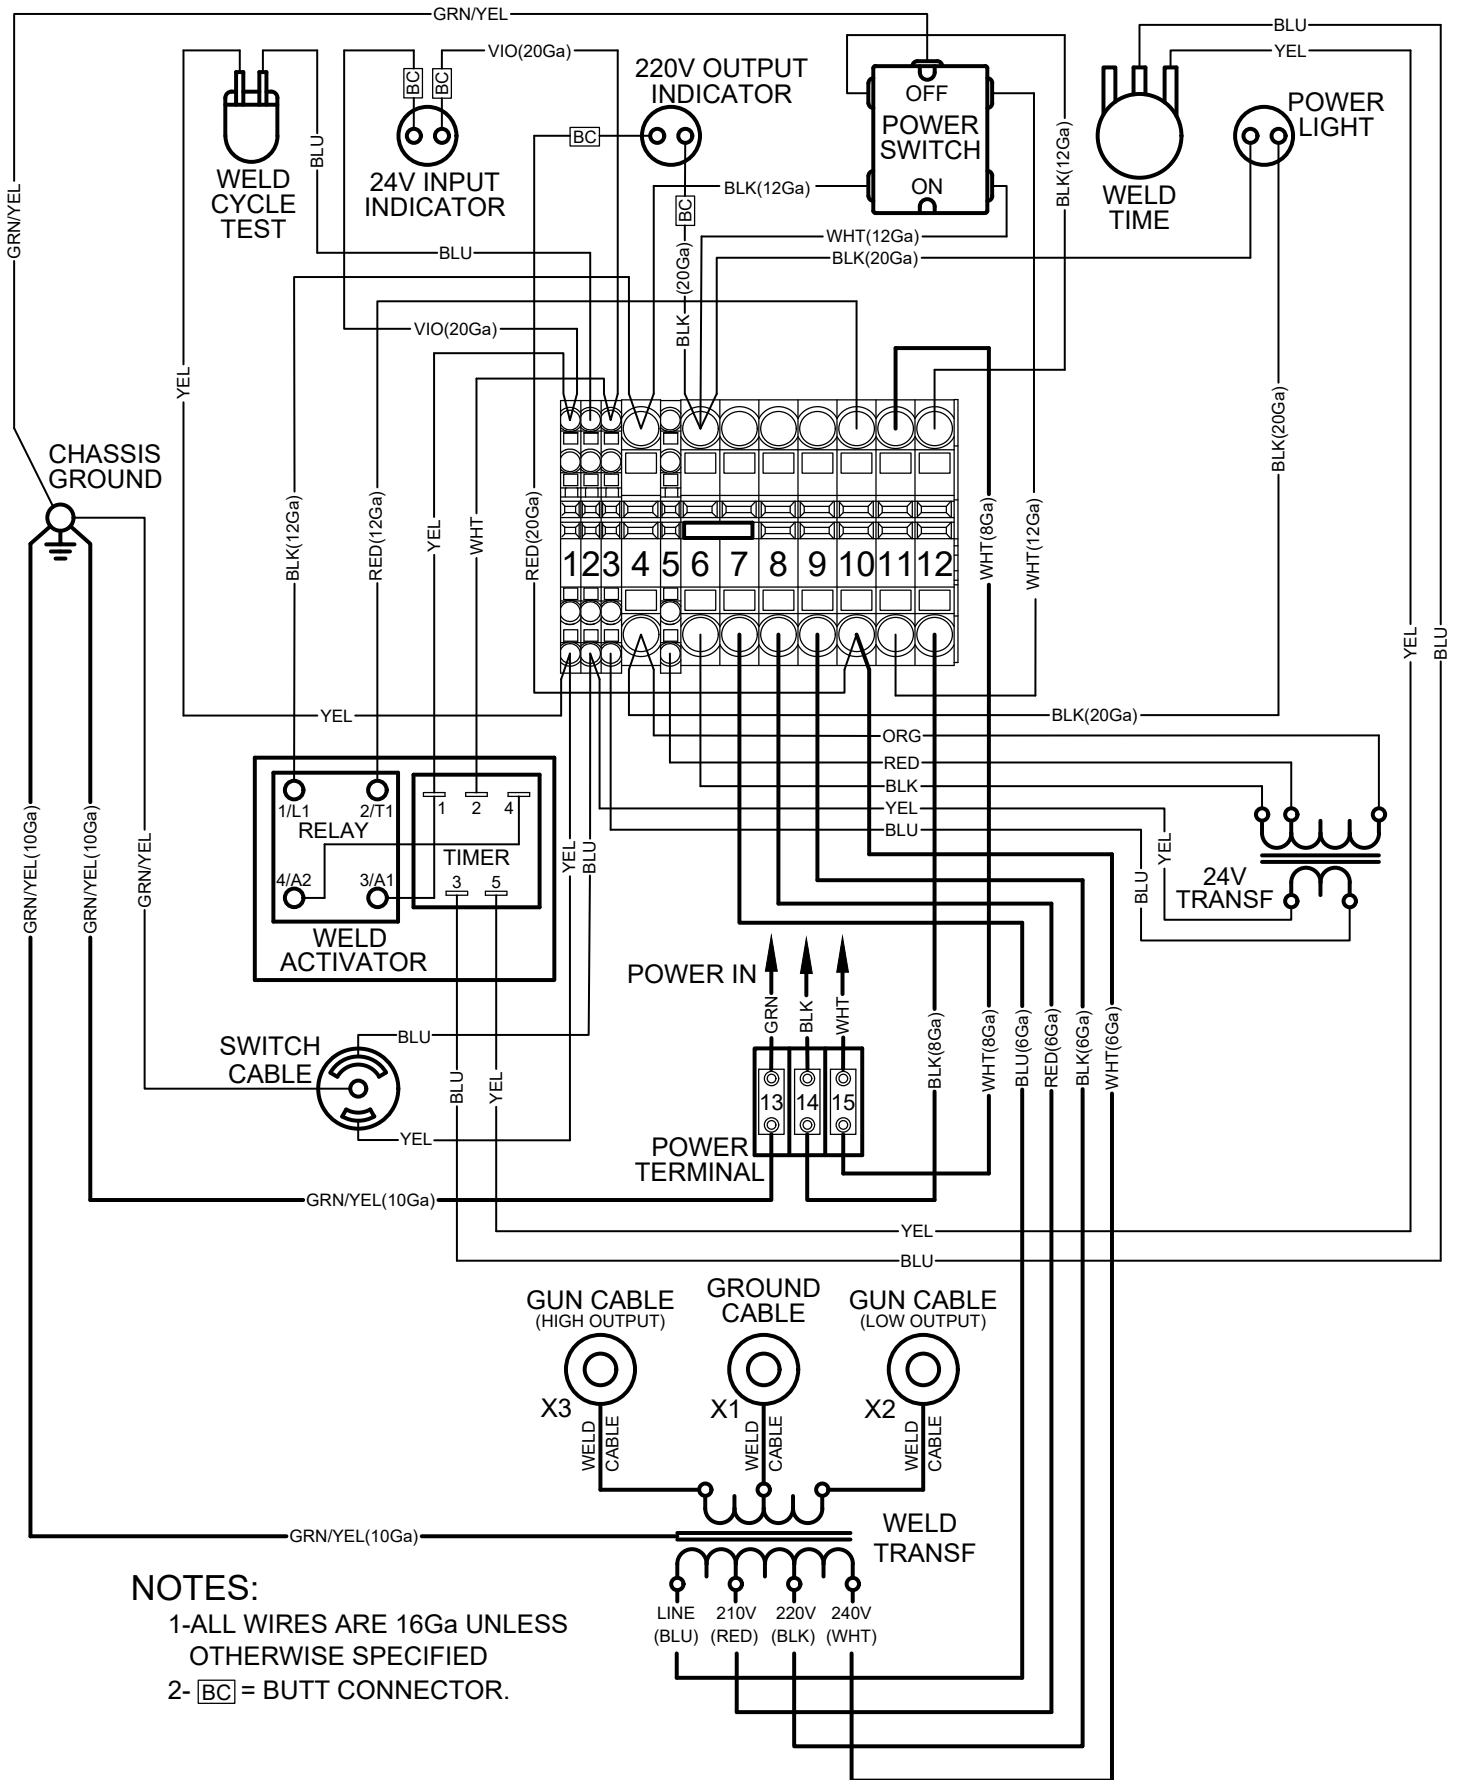 GRN/YEL
BLU
YEL
VIO(20Ga)
BC
BC
220V OUTPUT
INDICATOR
OFF
POWER
SWITCH
ON
POWER
LIGHT
BC
BLU
BLK(12Ga)
WELD
CYCLE
TEST
24V INPUT
INDICATOR
BLK(12Ga)
WELD
TIME
GRN/YEL
BC
WHT(12Ga)
BLU
BLK(20Ga)
BLK(20Ga)
VIO(20Ga)
YEL
BLK(20Ga)
CHASSIS
GROUND
BLK(12Ga)
RED(12Ga)
YEL
WHT
RED(20Ga)
WHT(8Ga)
WHT(12Ga)
1 2 3 4 5 6 7 8 9 10 11 12
YEL
BLU
YEL
BLK(20Ga)
ORG
RED
BLK
YEL
BLU
1/L1
2/T1
RELAY
1
2
4
TIMER
4/A2
3/A1
3
5
WELD
ACTIVATOR
GRN/YEL(10Ga)
GRN/YEL(10Ga)
GRN/YEL
YEL
BLU
YEL
BLU
24V
TRANSF
POWER IN
GRN
BLK
WHT
BLK(8Ga)
WHT(8Ga)
BLU(6Ga)
RED(6Ga)
BLK(6Ga)
WHT(6Ga)
SWITCH
CABLE
BLU
BLU
YEL
13 14 15
YEL
POWER
TERMINAL
GRN/YEL(10Ga)
YEL
BLU
GUN CABLE
(HIGH OUTPUT)
GROUND
CABLE
GUN CABLE
(LOW OUTPUT)
X3
X1
X2
WELD
CABLE
WELD
CABLE
WELD
CABLE
GRN/YEL(10Ga)
WELD
TRANSF
LINE 210V 220V 240V
(BLU) (RED) (BLK) (WHT)
NOTES:
1-ALL WIRES ARE 16Ga UNLESS
OTHERWISE SPECIFIED
2- BC = BUTT CONNECTOR.